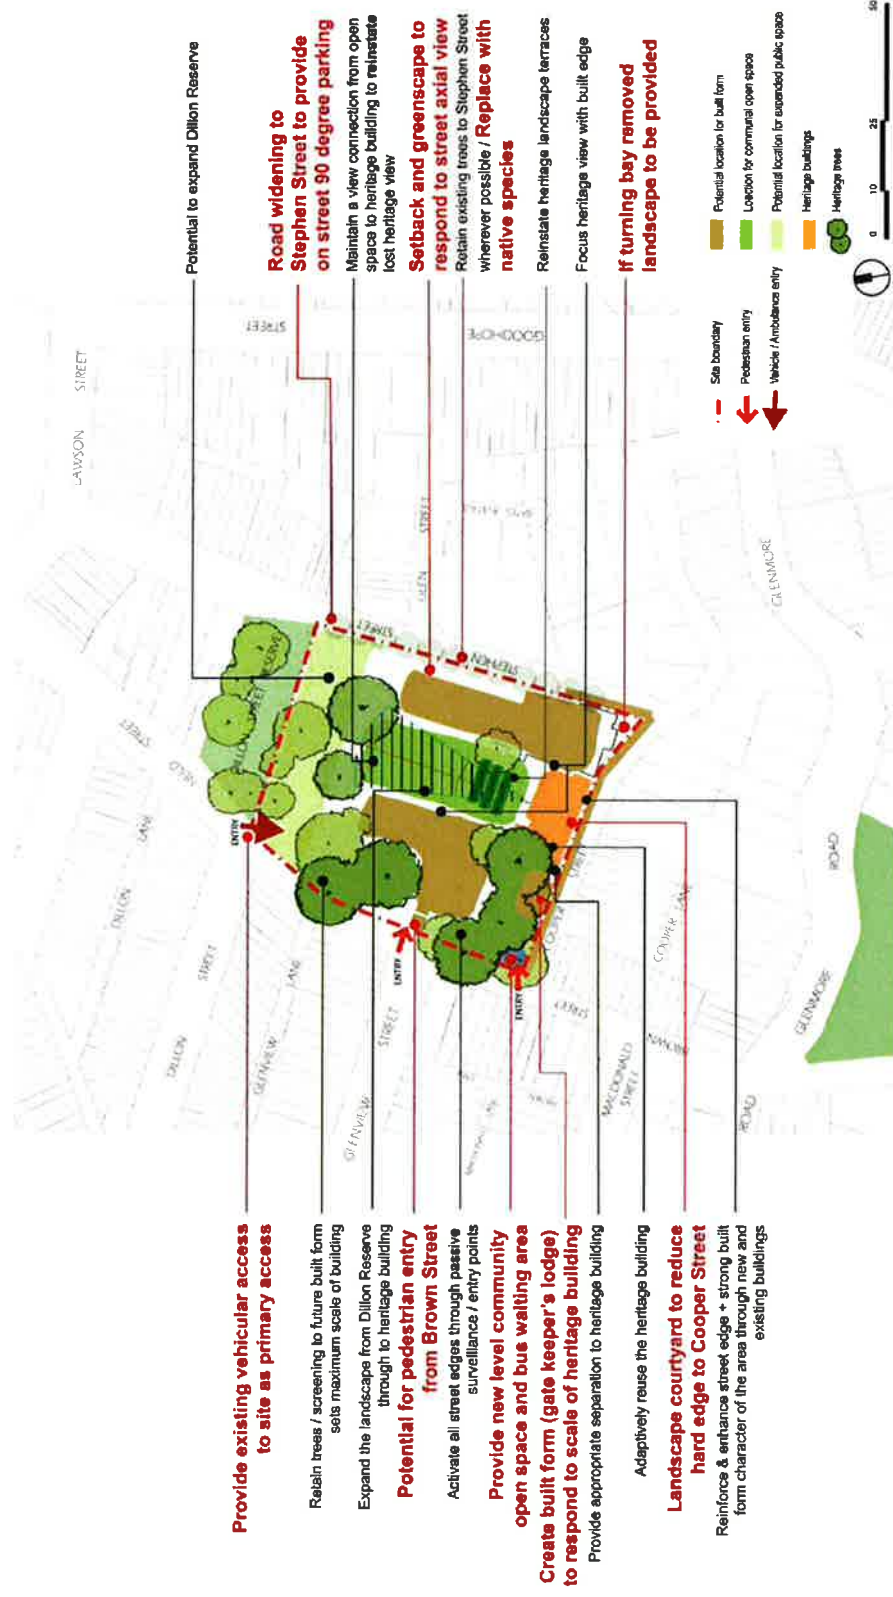 Provide existing vehicular access
to site as primary access
Retain trees / screening to future built form
sets maximum scale of building
Expand the landscape from Dillon Reserve
through to heritage building
Potential for pedestrian entry
from Brown Street
Activate all street edges through passive
surveillance / entry points
Provide new level community
open space and bus waiting area
Create built form (gate keeper's lodge)
to respond to scale of heritage building
Provide appropriate separation to heritage building
Adaptively reuse the heritage building
Landscape courtyard to reduce
hard edge to Cooper Street
Reinforce & enhance street edge + strong built
form character of the area through new and
existing buildings
Potential to expand Dillon Reserve
Road widening to
Stephen Street to provide
on street 90 degree parking
Maintain a view connection from open
space to heritage building to reinstate
lost heritage view
Setback and greenscape to
respond to street axial view
Retain existing trees to Stephen Street
wherever possible / Replace with
native species
Reinstate heritage landscape terraces
Focus heritage view with built edge
If turning bay removed
landscape to be provided
LAWSON STREET
STREET
GOODHOPE
GLEN STREET
STEPHEN STREET
RESERVE
STREET
NEILD
LANE
DILLON
STREET
DILLON
LANE
GLENVIEW
STREET
GLENVIEW
ENTRY
ENTRY
ENTRY
COOPER STREET
STREET
COOPER LANE
MACDONALD
STREET
GLENMORE
ROAD
GLENMORE
ROAD
Site boundary
Pedestrian entry
Vehicle / Ambulance entry
Potential location for built form
Location for communal open space
Potential location for expanded public space
Heritage buildings
Heritage trees
0 10 25 50